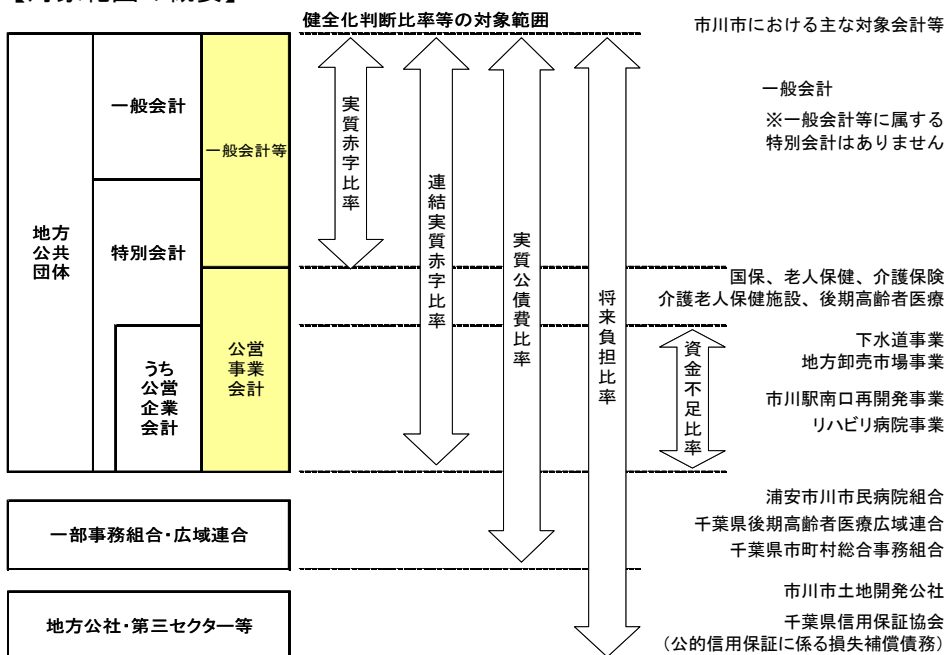 健全化判断比率等の対象範囲
市川市における主な対象会計等
地方
公共
団体
一般会計
特別会計
うち
公営
企業
会計
一般会計等
公営
事業
会計
実質赤字比率
連結実質赤字比率
実質公債費比率
将来負担比率
資金不足比率
一般会計
※一般会計等に属する
特別会計はありません
国保、老人保健、介護保険
介護老人保健施設、後期高齢者医療
下水道事業
地方卸売市場事業
市川駅南口再開発事業
リハビリ病院事業
一部事務組合・広域連合
浦安市川市民病院組合
千葉県後期高齢者医療広域連合
千葉県市町村総合事務組合
地方公社・第三セクター等
市川市土地開発公社
千葉県信用保証協会
(公的信用保証に係る損失補償債務)